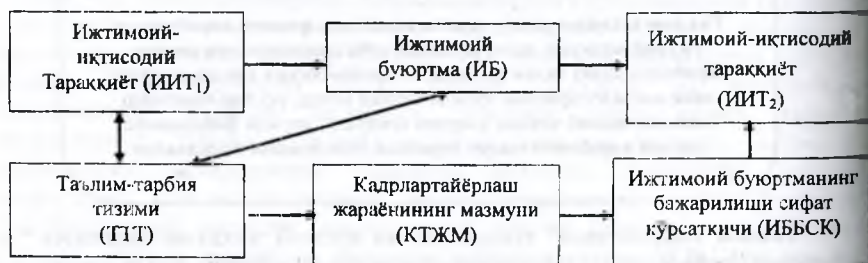 Ижтимоий-
иқтисодий
Тараққиёт (ИИТ₁)
Ижтимоий
буюртма (ИБ)
Ижтимоий-иқтисодий
тараққиёт
(ИИТ₂)
Таълим-тарбия
тизими
(ТТТ)
Кадрлартайёрлаш
жараёнининг мазмуни
(КТЖМ)
Ижтимоий буюртманинг
бажарилиши сифат
курсаткичи (ИББСК)